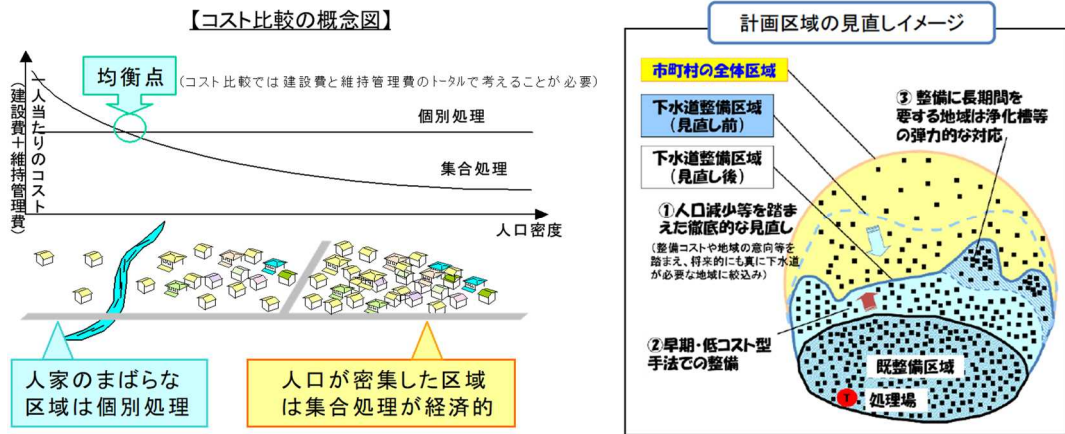 【コスト比較の概念図】
均衡点
(コスト比較では建設費と維持管理費のトータルで考えることが必要)
一人当たりのコスト
(建設費+維持管理費)
個別処理
集合処理
人口密度
人家のまばらな
区域は個別処理
人口が密集した区域
は集合処理が経済的
計画区域の見直しイメージ
市町村の全体区域
下水道整備区域
(見直し前)
下水道整備区域
(見直し後)
③ 整備に長期間を
要する地域は浄化槽等
の弾力的な対応
①人口減少等を踏ま
えた徹底的な見直し
(整備コストや地域の意向等を
踏まえ、将来的にも真に下水道
が必要な地域に絞込み)
②早期・低コスト型
手法での整備
既整備区域
T
処理場